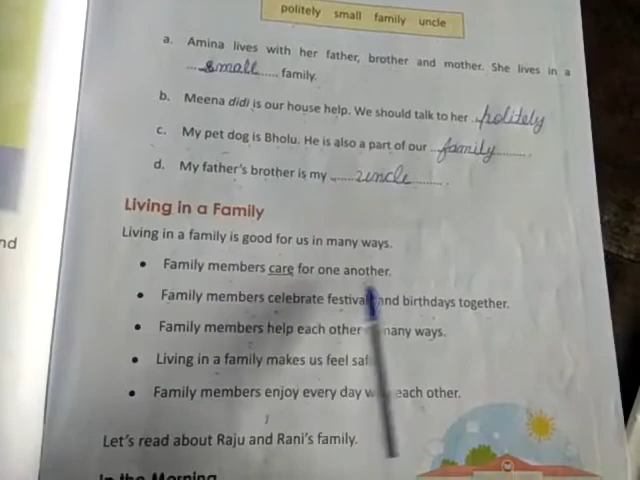 politely small family uncle
a. Amina lives with her father, brother and mother. She lives in a
...small..... family.
b. Meena didi is our house help. We should talk to her ..politely
c. My pet dog is Bholu. He is also a part of our ...family..........
d. My father's brother is my ......uncle...........
Living in a Family
nd
Living in a family is good for us in many ways.
• Family members care for one another.
• Family members celebrate festival and birthdays together.
• Family members help each other many ways.
• Living in a family makes us feel saf
• Family members enjoy every day w each other.
Let's read about Raju and Rani's family.
In the Morning